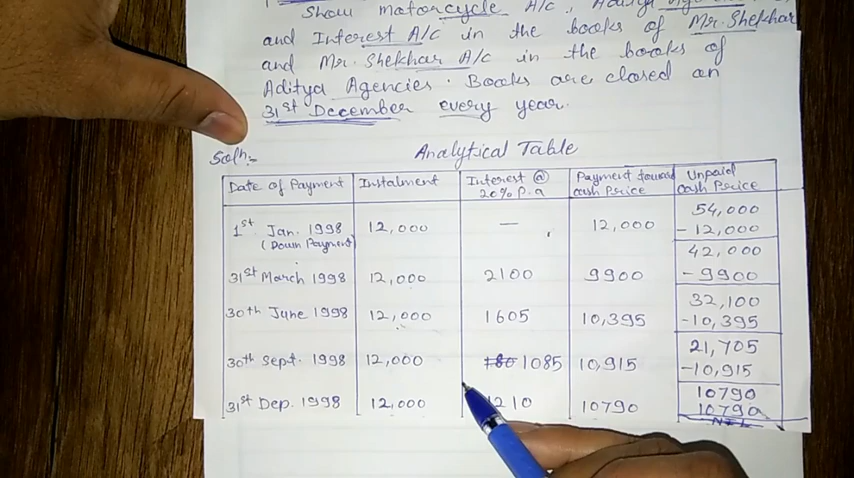 Show Motorcycle A/c, Aditya
and Interest A/c in the books of Mr. Shekhar
and Mr. Shekhar A/c in the books of
Aditya Agencies. Books are closed on
31st December every year.
Soln:-
Analytical Table
Date of Payment Instalment Interest @ 20% P.a Payment toward cash Price Unpaid Cash Price
54,000
1st Jan. 1998 12,000 — 12,000 -12,000
(Down Payment)
42,000
31st March 1998 12,000 2100 9900 -9900
32,100
30th June 1998 12,000 1605 10,395 -10,395
21,705
30th Sept. 1998 12,000 1085 10,915 -10,915
10790
31st Dep. 1998 12,000 1210 10790 10790
NIL